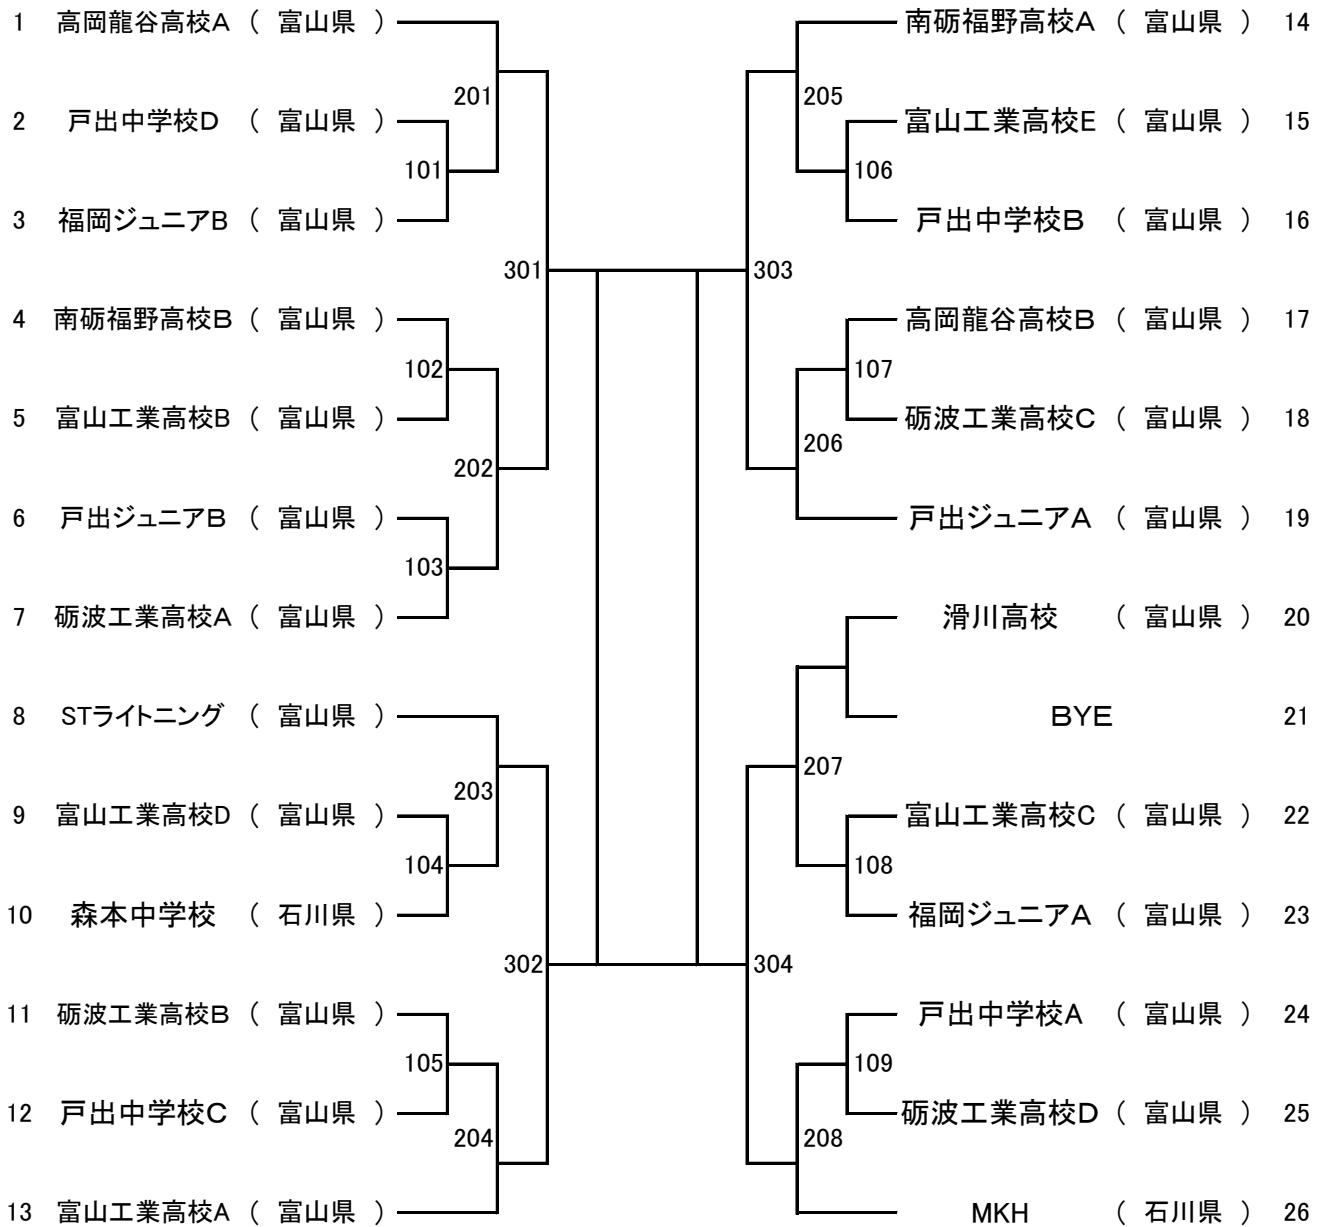 1 高岡龍谷高校A ( 富山県 )
201
2 戸出中学校D ( 富山県 )
101
3 福岡ジュニアB ( 富山県 )
301
4 南砺福野高校B ( 富山県 )
102
5 富山工業高校B ( 富山県 )
202
6 戸出ジュニアB ( 富山県 )
103
7 砺波工業高校A ( 富山県 )
8 STライトニング ( 富山県 )
203
9 富山工業高校D ( 富山県 )
104
10 森本中学校 ( 石川県 )
302
11 砺波工業高校B ( 富山県 )
105
12 戸出中学校C ( 富山県 )
204
13 富山工業高校A ( 富山県 )
南砺福野高校A ( 富山県 ) 14
205
富山工業高校E ( 富山県 ) 15
106
戸出中学校B ( 富山県 ) 16
303
高岡龍谷高校B ( 富山県 ) 17
107
砺波工業高校C ( 富山県 ) 18
206
戸出ジュニアA ( 富山県 ) 19
滑川高校 ( 富山県 ) 20
BYE 21
207
富山工業高校C ( 富山県 ) 22
108
福岡ジュニアA ( 富山県 ) 23
304
戸出中学校A ( 富山県 ) 24
109
砺波工業高校D ( 富山県 ) 25
208
MKH ( 石川県 ) 26